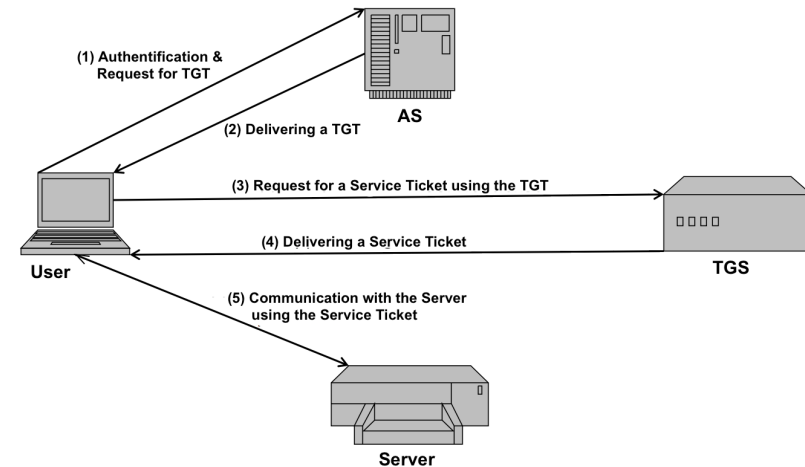 (1) Authentification &
Request for TGT
AS
(2) Delivering a TGT
(3) Request for a Service Ticket using the TGT
(4) Delivering a Service Ticket
User
TGS
(5) Communication with the Server
using the Service Ticket
Server